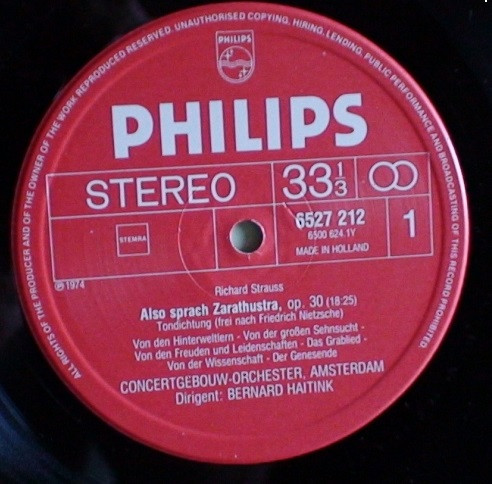 ALL RIGHTS OF THE PRODUCER AND OF THE OWNER OF THE WORK REPRODUCED RESERVED. UNAUTHORISED COPYING, HIRING, LENDING, PUBLIC PERFORMANCE AND BROADCASTING OF THIS RECORD PROHIBITED
PHILIPS
PHILIPS
STEREO
33 1/3
6527 212
6500 624.1Y
MADE IN HOLLAND
1
STEMRA
Ⓟ 1974
Richard Strauss
Also sprach Zarathustra, op. 30 (18:25)
Tondichtung (frei nach Friedrich Nietzsche)
Von den Hinterweltlern - Von der großen Sehnsucht -
Von den Freuden und Leidenschaften - Das Grablied -
Von der Wissenschaft - Der Genesende
CONCERTGEBOUW-ORCHESTER, AMSTERDAM
Dirigent: BERNARD HAITINK